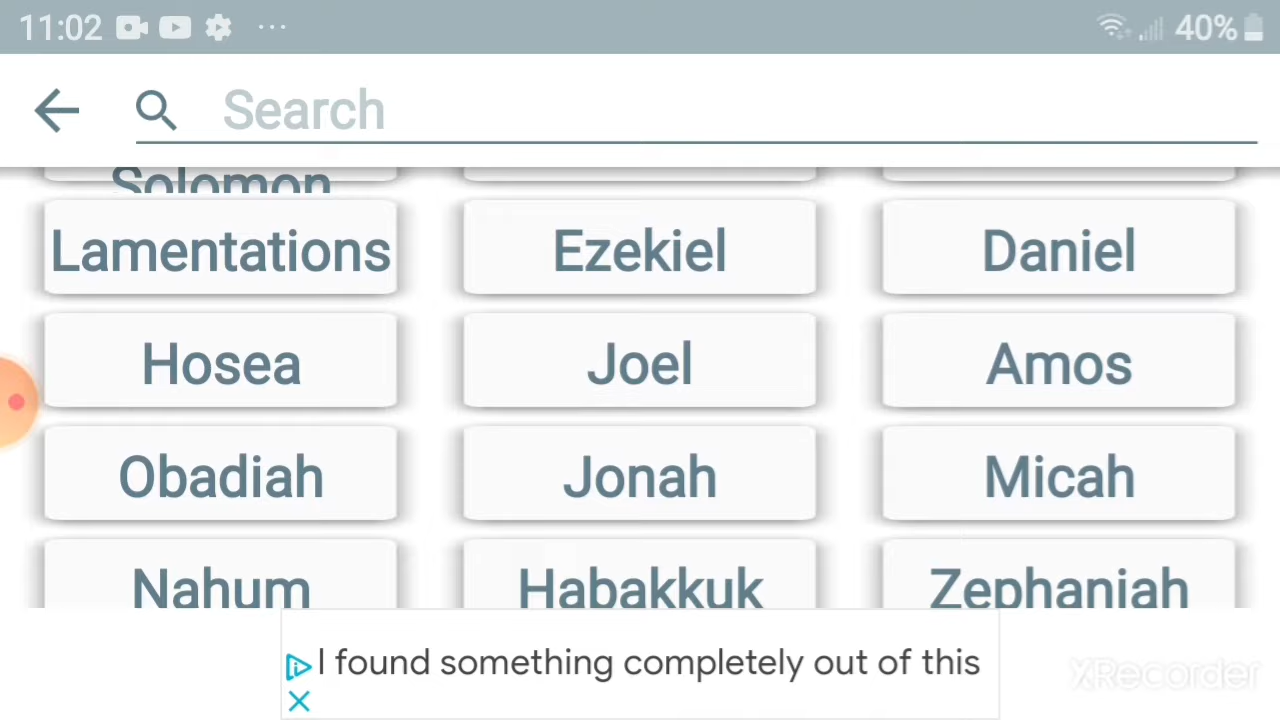 11:02 ... 40%
Search
Solomon
Lamentations Ezekiel Daniel
Hosea Joel Amos
Obadiah Jonah Micah
Nahum Habakkuk Zephaniah
I found something completely out of this
XRecorder